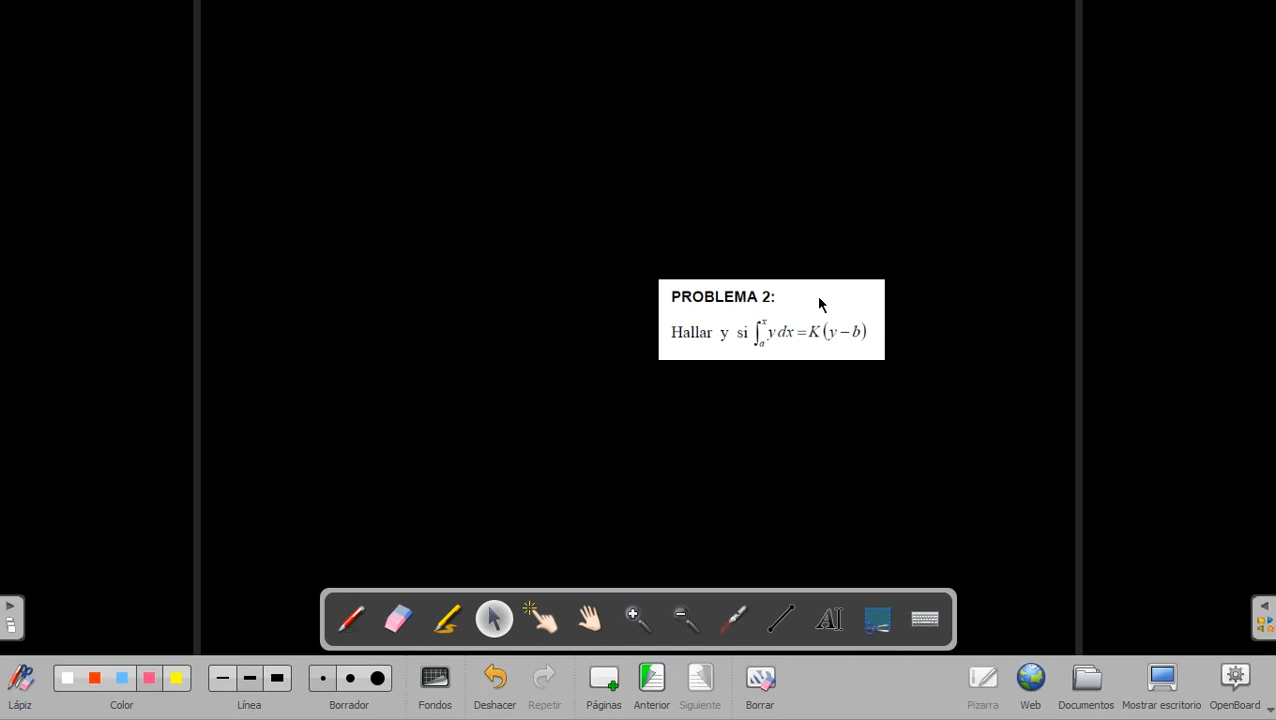 PROBLEMA 2:
Hallar y si ∫ₐˣ y dx = K(y − b)
Lápiz
Color
Línea
Borrador
Fondos
Deshacer
Repetir
Páginas
Anterior
Siguiente
Borrar
Pizarra
Web
Documentos
Mostrar escritorio
OpenBoard